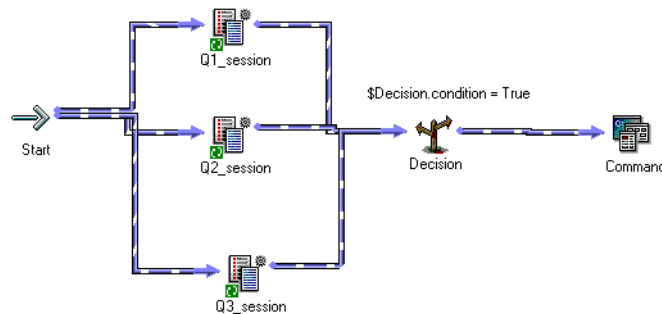 Q1_session
$Decision.condition = True
Start
Q2_session
Decision
Command
Q3_session